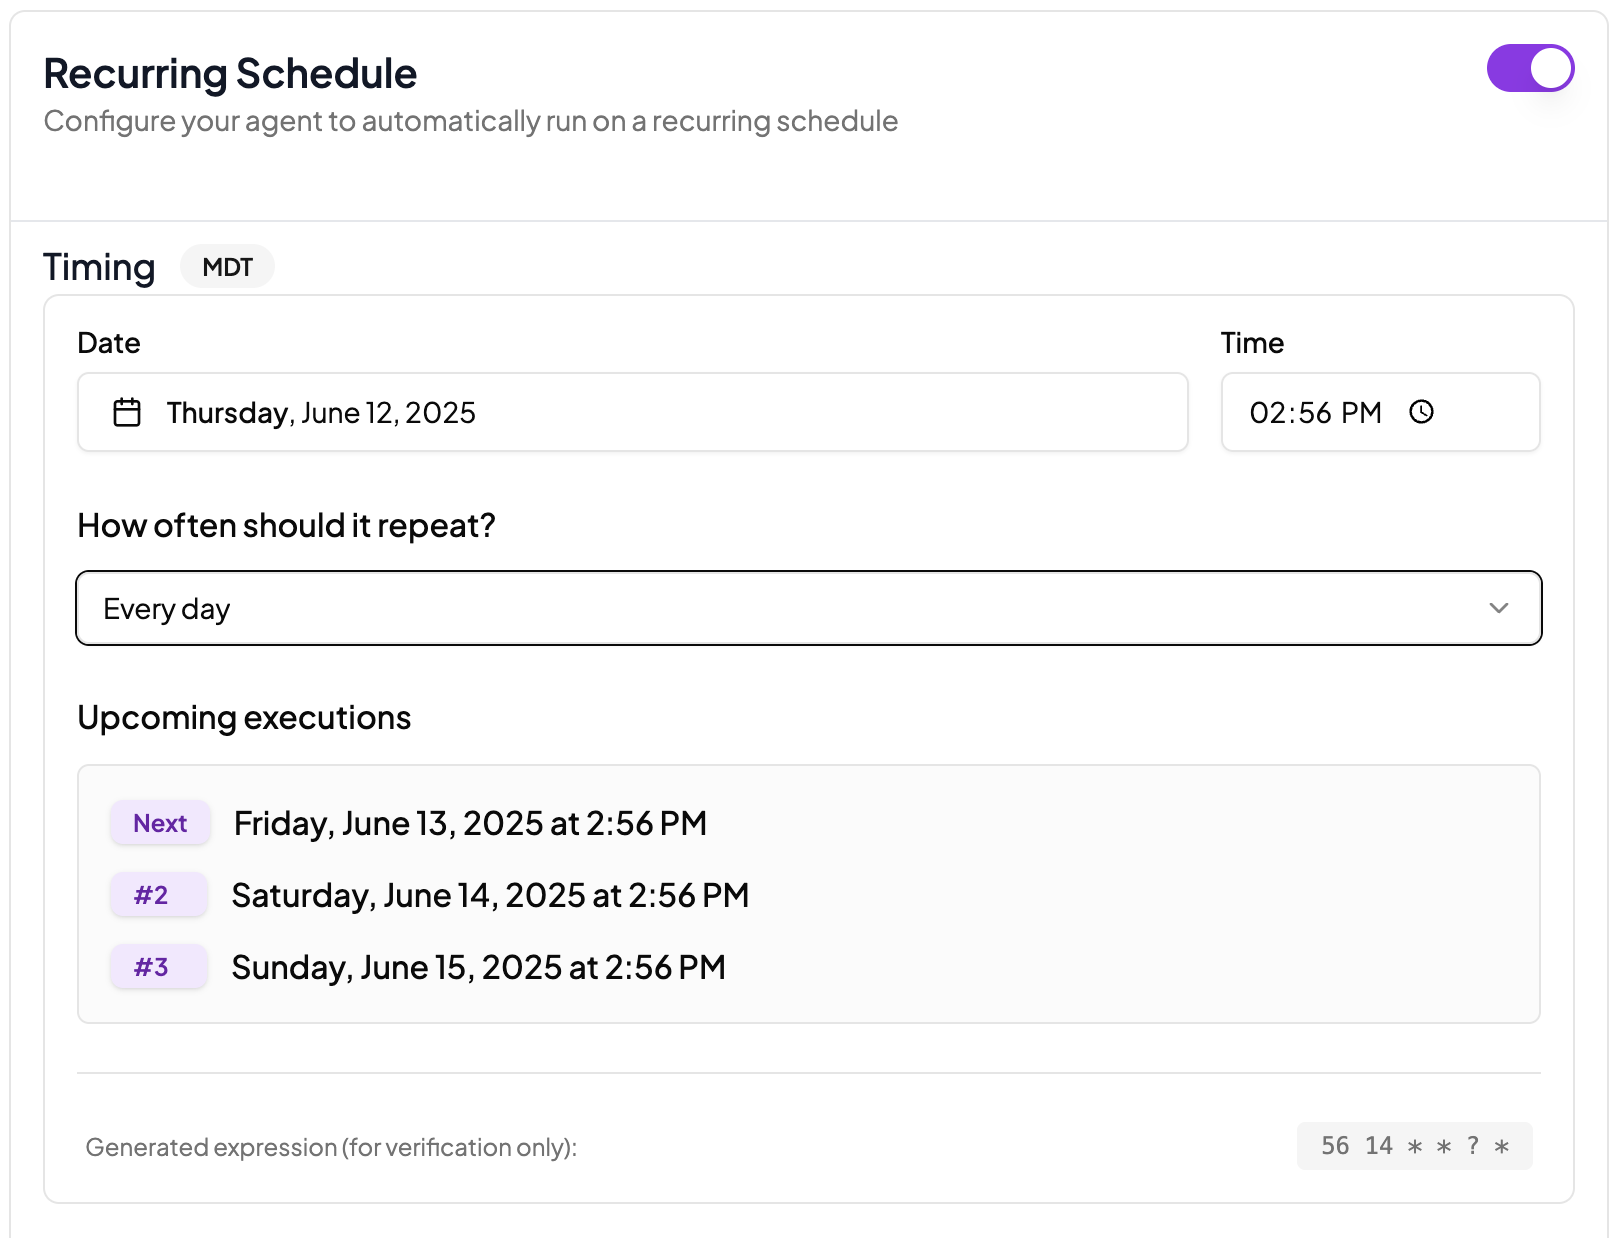 Recurring Schedule
Configure your agent to automatically run on a recurring schedule
Timing MDT
Date Time
Thursday, June 12, 2025 02:56 PM
How often should it repeat?
Every day
Upcoming executions
Next Friday, June 13, 2025 at 2:56 PM
#2 Saturday, June 14, 2025 at 2:56 PM
#3 Sunday, June 15, 2025 at 2:56 PM
Generated expression (for verification only): 56 14 * * ? *